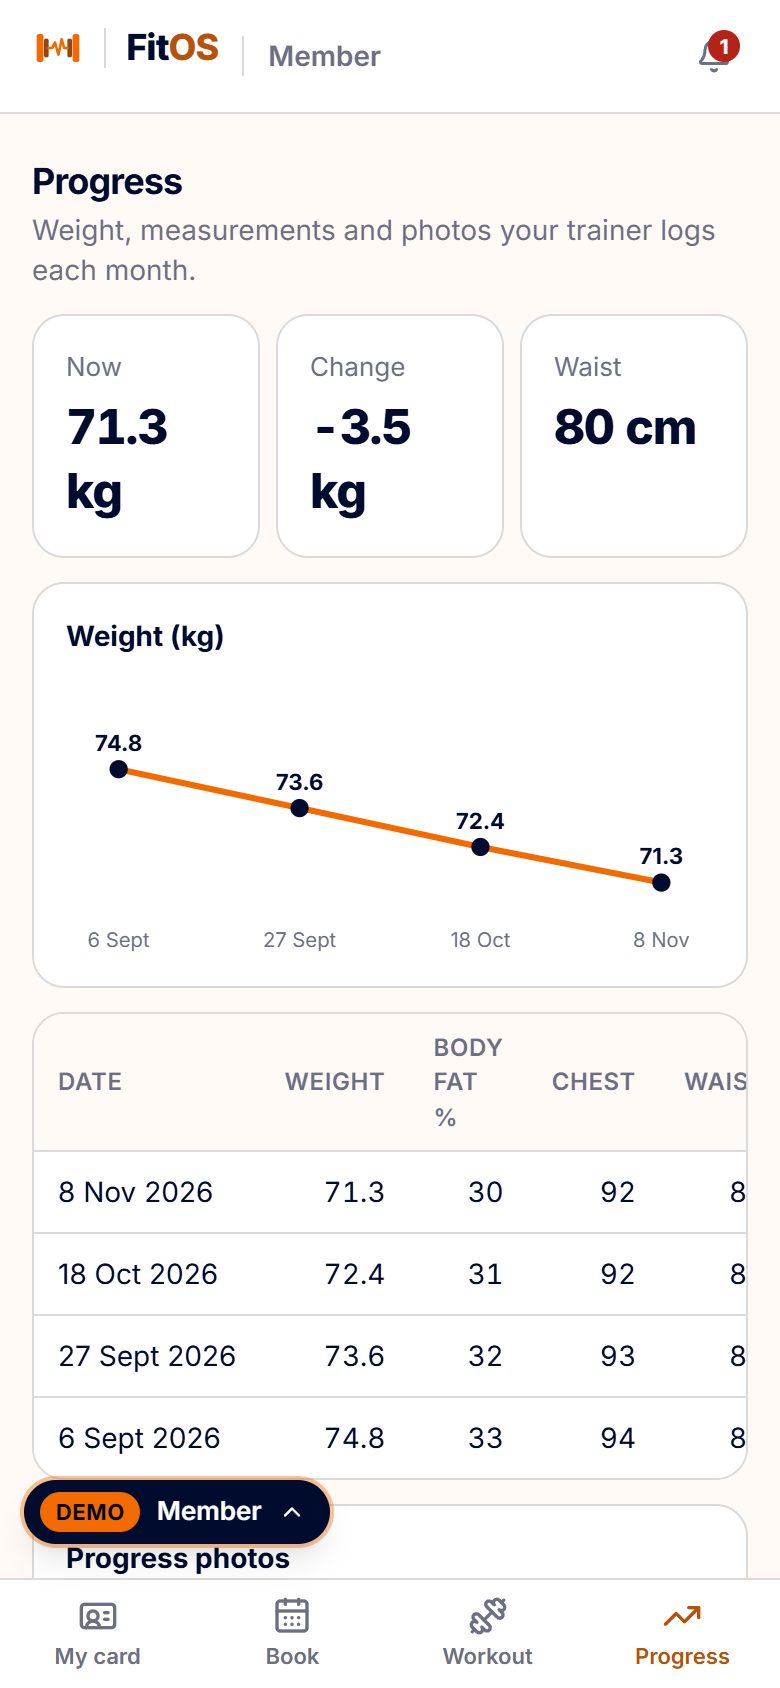 FitOS
Member
1
Progress
Weight, measurements and photos your trainer logs
each month.
Now
71.3
kg
Change
-3.5
kg
Waist
80 cm
Weight (kg)
74.8
73.6
72.4
71.3
6 Sept 27 Sept 18 Oct 8 Nov
DATE WEIGHT BODY FAT % CHEST WAIS
8 Nov 2026 71.3 30 92 8
18 Oct 2026 72.4 31 92 8
27 Sept 2026 73.6 32 93 8
6 Sept 2026 74.8 33 94 8
DEMO Member
Progress photos
My card Book Workout Progress